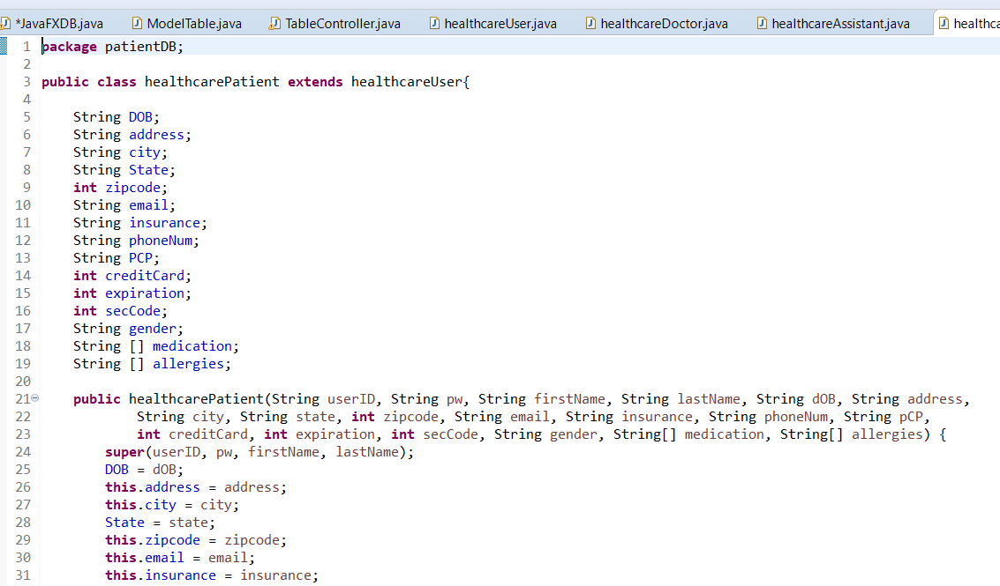 *JavaFXDB.java ModelTable.java TableController.java healthcareUser.java healthcareDoctor.java healthcareAssistant.java healthca
1 package patientDB;
2
3 public class healthcarePatient extends healthcareUser{
4
5 String DOB;
6 String address;
7 String city;
8 String State;
9 int zipcode;
10 String email;
11 String insurance;
12 String phoneNum;
13 String PCP;
14 int creditCard;
15 int expiration;
16 int secCode;
17 String gender;
18 String [] medication;
19 String [] allergies;
20
21 public healthcarePatient(String userID, String pw, String firstName, String lastName, String dOB, String address,
22 String city, String state, int zipcode, String email, String insurance, String phoneNum, String pCP,
23 int creditCard, int expiration, int secCode, String gender, String[] medication, String[] allergies) {
24 super(userID, pw, firstName, lastName);
25 DOB = dOB;
26 this.address = address;
27 this.city = city;
28 State = state;
29 this.zipcode = zipcode;
30 this.email = email;
31 this.insurance = insurance;